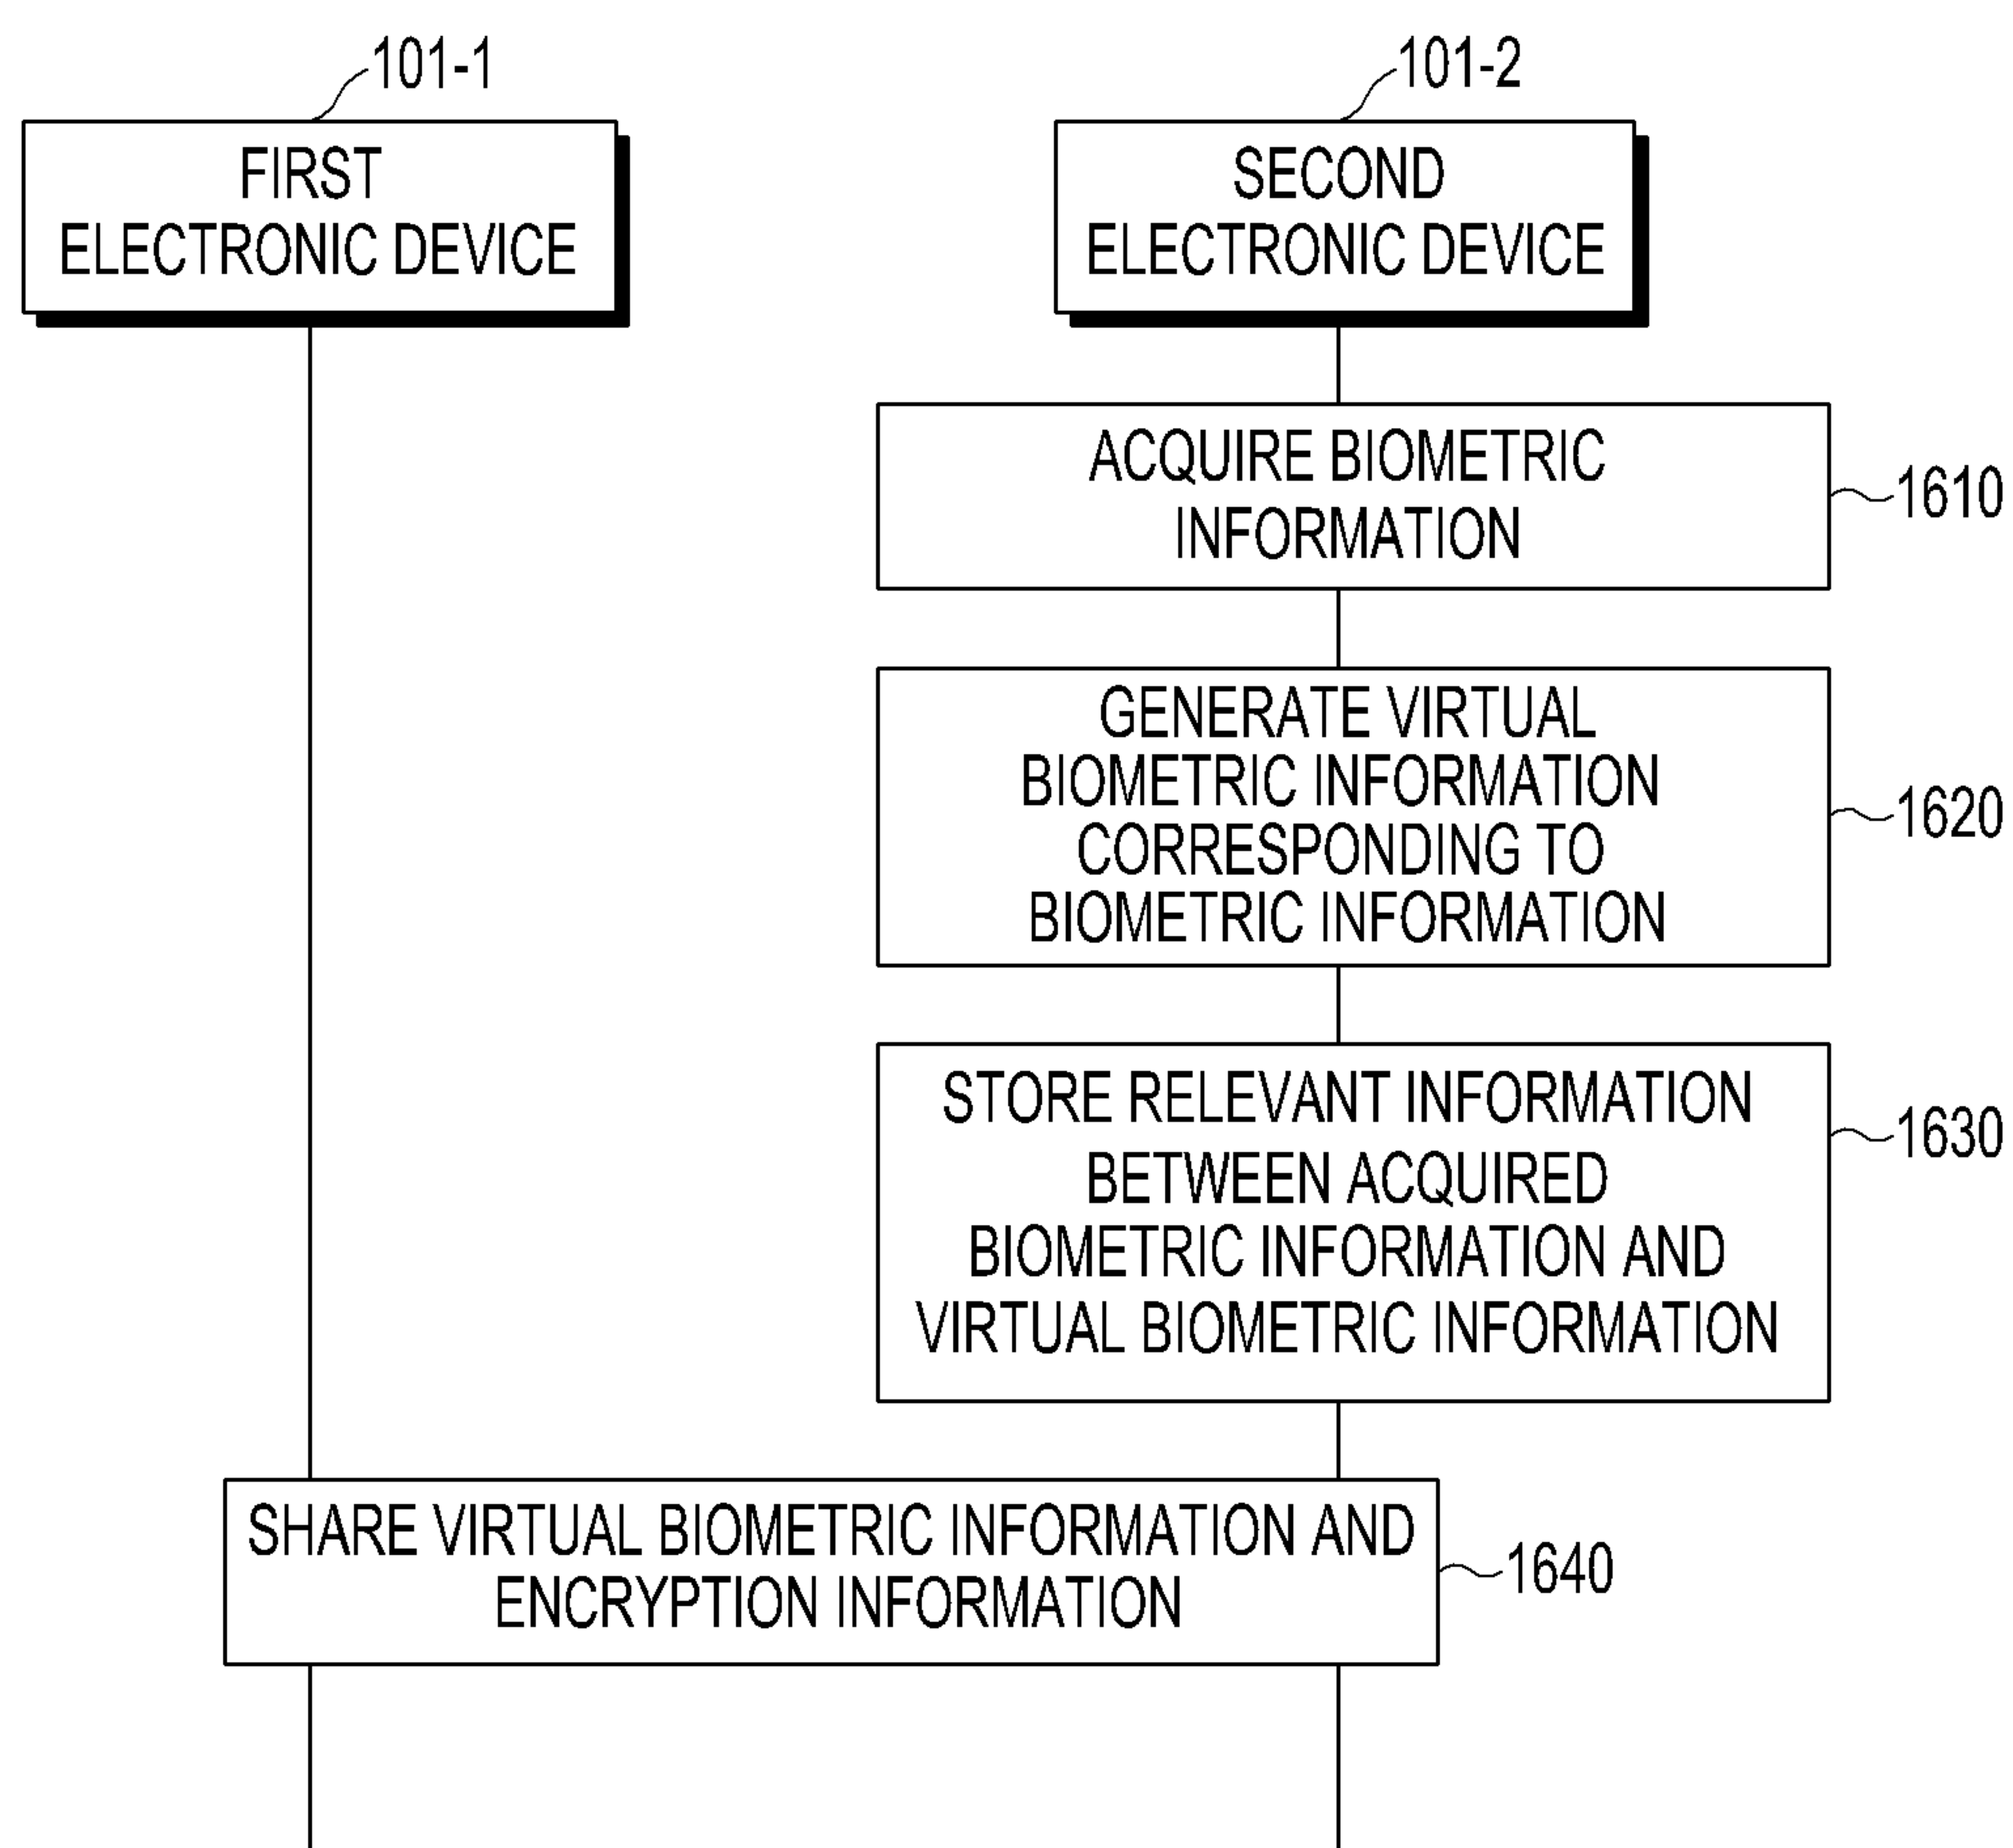 101-1
101-2
FIRST
ELECTRONIC DEVICE
SECOND
ELECTRONIC DEVICE
ACQUIRE BIOMETRIC
INFORMATION
1610
GENERATE VIRTUAL
BIOMETRIC INFORMATION
CORRESPONDING TO
BIOMETRIC INFORMATION
1620
STORE RELEVANT INFORMATION
BETWEEN ACQUIRED
BIOMETRIC INFORMATION AND
VIRTUAL BIOMETRIC INFORMATION
1630
SHARE VIRTUAL BIOMETRIC INFORMATION AND
ENCRYPTION INFORMATION
1640